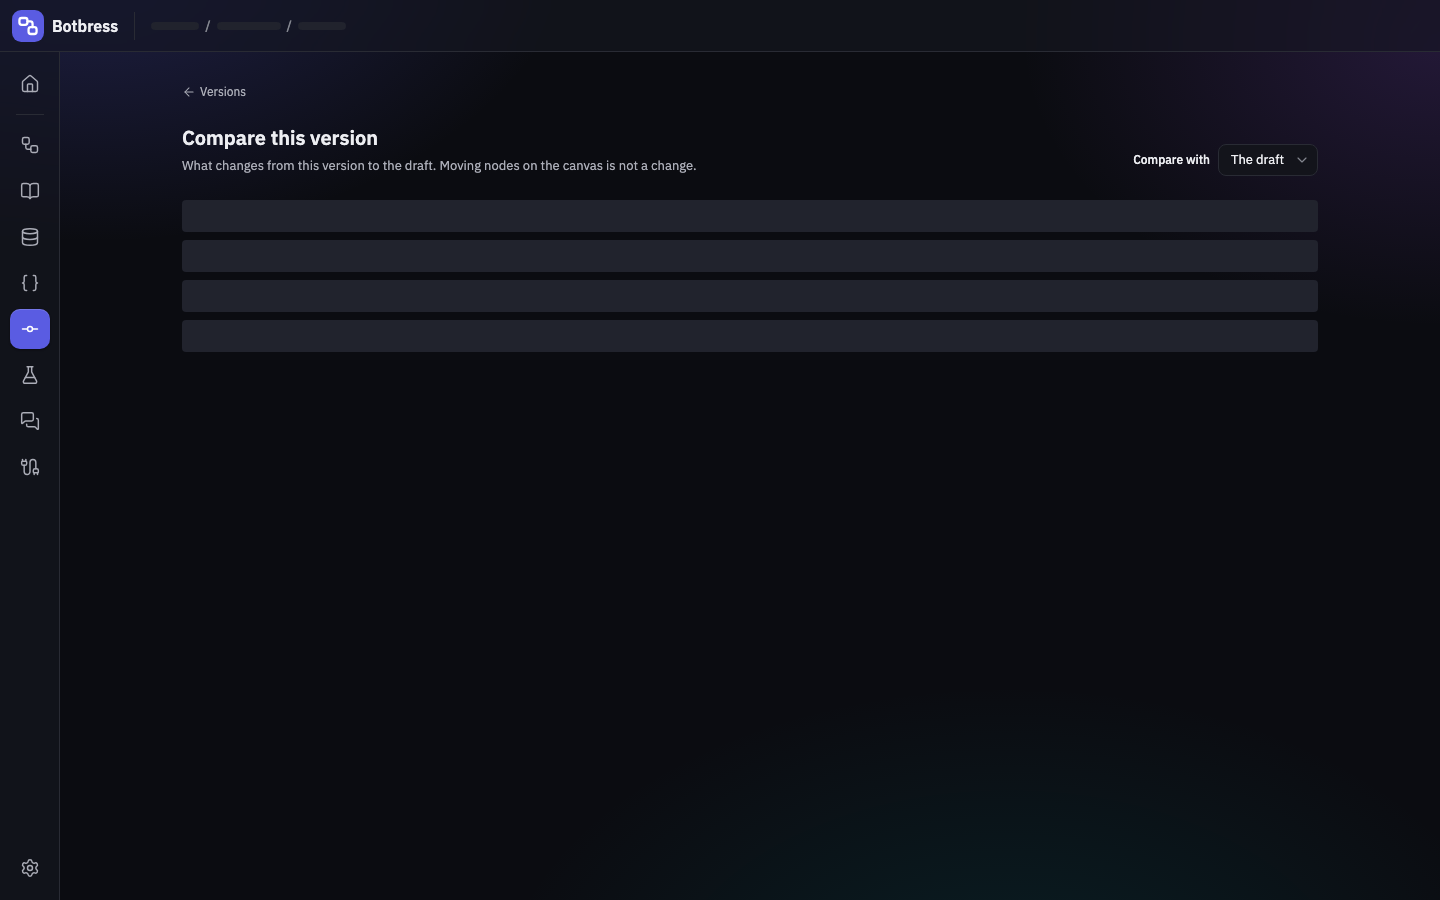 Botbress
/ /
Versions
Compare this version
What changes from this version to the draft. Moving nodes on the canvas is not a change.
Compare with The draft